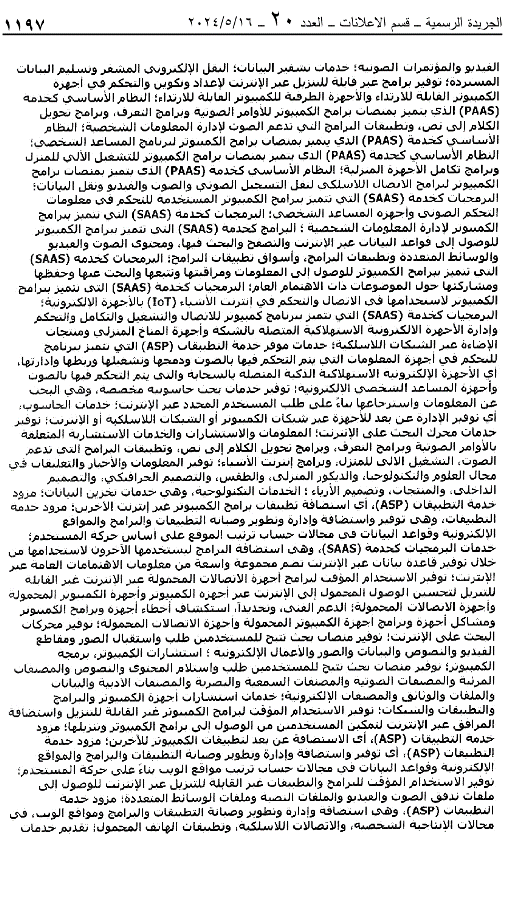 الجريدة الرسمية – قسم الاعلانات – العدد ٢٠ – ٢٠٢٤/٥/١٦ ١١٩٧
الفيديو والمؤتمرات الصوتية؛ خدمات تشفير البيانات؛ النقل الإلكتروني المشفر وتسليم البيانات
المستردة؛ توفير برامج غير قابلة للتنزيل عبر الإنترنت لإعداد وتكوين والتحكم في أجهزة
الكمبيوتر القابلة للارتداء والأجهزة الطرفية للكمبيوتر القابلة للارتداء؛ النظام الأساسي كخدمة
(PAAS) الذي يتميز بمنصات برامج الكمبيوتر للأوامر الصوتية وبرامج التعرف، وبرامج تحويل
الكلام إلى نص، وتطبيقات البرامج التي تدعم الصوت لإدارة المعلومات الشخصية؛ النظام
الأساسي كخدمة (PAAS) الذي يتميز بمنصات برامج الكمبيوتر لبرنامج المساعد الشخصي؛
النظام الأساسي كخدمة (PAAS) الذي يتميز بمنصات برامج الكمبيوتر للتشغيل الآلي للمنزل
وبرامج تكامل الأجهزة المنزلية؛ النظام الأساسي كخدمة (PAAS) الذي يتميز بمنصات برامج
الكمبيوتر لبرامج الاتصال اللاسلكي لنقل التسجيل الصوتي والصوت والفيديو ونقل البيانات؛
البرمجيات كخدمة (SAAS) التي تتميز ببرامج الكمبيوتر المستخدمة للتحكم في معلومات
التحكم الصوتي وأجهزة المساعد الشخصي؛ البرمجيات كخدمة (SAAS) التي يتميز ببرامج
الكمبيوتر لإدارة المعلومات الشخصية ؛ البرامج كخدمة (SAAS) التي تتميز ببرامج الكمبيوتر
للوصول إلى قواعد البيانات عبر الإنترنت والتصفح والبحث فيها، ومحتوى الصوت والفيديو
والوسائط المتعددة وتطبيقات البرامج، وأسواق تطبيقات البرامج؛ البرمجيات كخدمة (SAAS)
التي تتميز ببرامج الكمبيوتر للوصول إلى المعلومات ومراقبتها وتتبعها والبحث عنها وحفظها
ومشاركتها حول الموضوعات ذات الاهتمام العام؛ البرمجيات كخدمة (SAAS) التي تتميز ببرامج
الكمبيوتر لاستخدامها في الاتصال والتحكم في إنترنت الأشياء (IoT) بالأجهزة الالكترونية؛
البرمجيات كخدمة (SAAS) التي يتميز ببرنامج كمبيوتر للاتصال والتشغيل والتكامل والتحكم
وإدارة الأجهزة الالكترونية الاستهلاكية المتصلة بالشبكة وأجهزة المناخ المنزلي ومنتجات
الإضاءة عبر الشبكات اللاسلكية؛ خدمات موفر خدمة التطبيقات (ASP) التي يتميز ببرنامج
للتحكم في أجهزة المعلومات التي يتم التحكم فيها بالصوت ودمجها وتشغيلها وربطها وإدارتها،
أي الأجهزة الإلكترونية الاستهلاكية الذكية المتصلة بالسحابة والتي يتم التحكم فيها بالصوت
وأجهزة المساعد الشخصي الالكترونية؛ توفير خدمات بحث حاسوبية مخصصة، وهي البحث
عن المعلومات واسترجاعها بناءً على طلب المستخدم المحدد عبر الإنترنت؛ خدمات الحاسوب،
أي توفير الإدارة عن بعد للأجهزة عبر شبكات الكمبيوتر أو الشبكات اللاسلكية أو الانترنت؛ توفير
خدمات محرك البحث على الإنترنت؛ المعلومات والاستشارات والخدمات الاستشارية المتعلقة
بالأوامر الصوتية وبرامج التعرف، وبرامج تحويل الكلام إلى نص، وتطبيقات البرامج التي تدعم
الصوت، التشغيل الآلي للمنزل، وبرامج إنترنت الأشياء؛ توفير المعلومات والأخبار والتعليقات في
مجال العلوم والتكنولوجيا، والديكور المنزلي، والطقس، والتصميم الجرافيكي، والتصميم
الداخلي، والمنتجات، وتصميم الأزياء ؛ الخدمات التكنولوجية، وهي خدمات تخزين البيانات؛ مزود
خدمة التطبيقات (ASP)، أي استضافة تطبيقات برامج الكمبيوتر عبر إنترنت الآخرين؛ مزود خدمة
التطبيقات، وهي توفير واستضافة وإدارة وتطوير وصيانة التطبيقات والبرامج والمواقع
الإلكترونية وقواعد البيانات في مجالات حساب ترتيب الموقع على أساس حركة المستخدم؛
خدمات البرمجيات كخدمة (SAAS)، وهي استضافة البرامج ليستخدمها الآخرون لاستخدامها من
خلال توفير قاعدة بيانات عبر الإنترنت تضم مجموعة واسعة من معلومات الاهتمامات العامة عبر
الإنترنت؛ توفير الاستخدام المؤقت لبرامج أجهزة الاتصالات المحمولة عبر الانترنت غير القابلة
للتنزيل لتحسين الوصول المحمول إلى الإنترنت عبر أجهزة الكمبيوتر وأجهزة الكمبيوتر المحمولة
وأجهزة الاتصالات المحمولة؛ الدعم الفني، وتحديداً، استكشاف أخطاء أجهزة وبرامج الكمبيوتر
ومشاكل أجهزة وبرامج أجهزة الكمبيوتر المحمولة وأجهزة الاتصالات المحمولة؛ توفير محركات
البحث على الإنترنت؛ توفير منصات بحث تتيح للمستخدمين طلب واستقبال الصور ومقاطع
الفيديو والنصوص والبيانات والصور والأعمال الإلكترونية ؛ استشارات الكمبيوتر، برمجة
الكمبيوتر؛ توفير منصات بحث تتيح للمستخدمين طلب واستلام المحتوى والنصوص والمصنفات
المرئية والمصنفات الصوتية والمصنفات السمعية والبصرية والمصنفات الأدبية والبيانات
والملفات والوثائق والمصنفات الإلكترونية؛ خدمات استشارات أجهزة الكمبيوتر والبرامج
والتطبيقات والشبكات؛ توفير الاستخدام المؤقت لبرامج الكمبيوتر غير القابلة للتنزيل واستضافة
المرافق عبر الإنترنت لتمكين المستخدمين من الوصول إلى برامج الكمبيوتر وتنزيلها؛ مزود
خدمة التطبيقات (ASP)، أي الاستضافة عن بعد لتطبيقات الكمبيوتر للآخرين؛ مزود خدمة
التطبيقات (ASP)، أي توفير واستضافة وإدارة وتطوير وصيانة التطبيقات والبرامج والمواقع
الالكترونية وقواعد البيانات في مجالات حساب ترتيب مواقع الويب بناءً على حركة المستخدم؛
توفير الاستخدام المؤقت للبرامج والتطبيقات غير القابلة للتنزيل عبر الإنترنت للوصول إلى
ملفات تدفق الصوت والفيديو والملفات النصية وملفات الوسائط المتعددة؛ مزود خدمة
التطبيقات (ASP)، وهي استضافة وإدارة وتطوير وصيانة التطبيقات والبرامج ومواقع الويب، في
مجالات الإنتاجية الشخصية، والاتصالات اللاسلكية، وتطبيقات الهاتف المحمول؛ تقديم خدمات